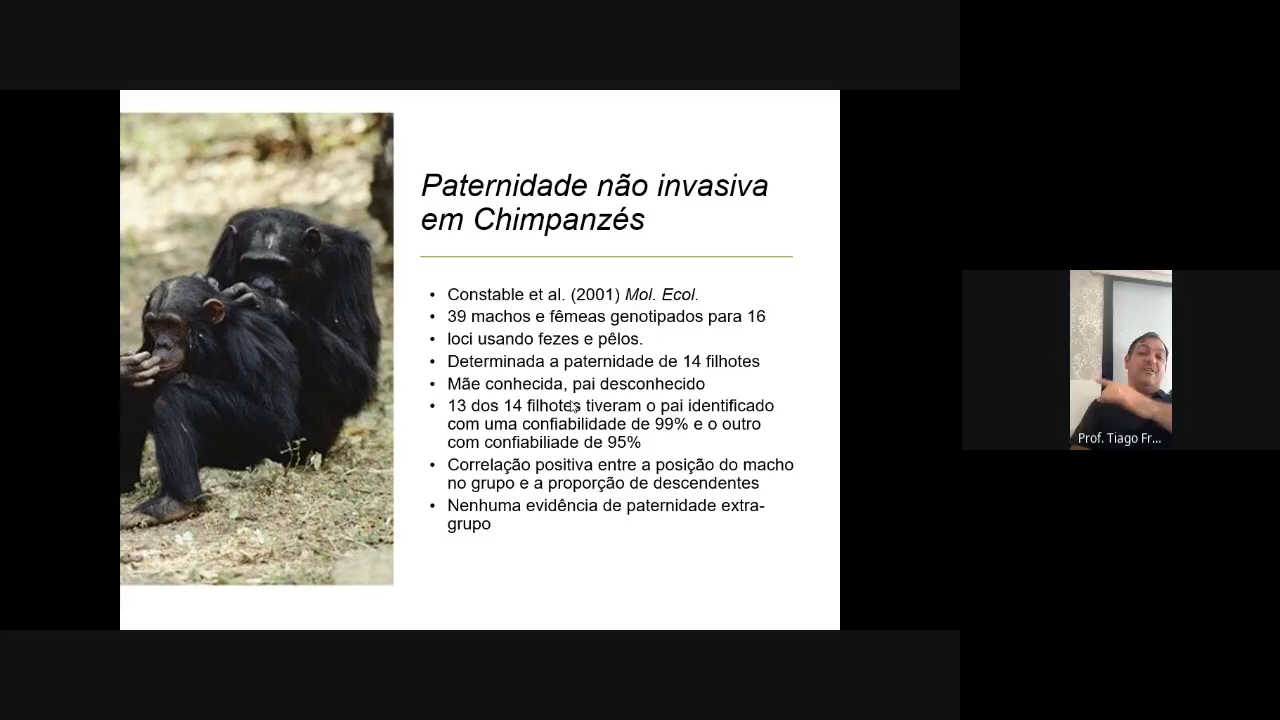 Paternidade não invasiva
em Chimpanzés
• Constable et al. (2001) Mol. Ecol.
• 39 machos e fêmeas genotipados para 16
• loci usando fezes e pêlos.
• Determinada a paternidade de 14 filhotes
• Mãe conhecida, pai desconhecido
• 13 dos 14 filhotes tiveram o pai identificado
com uma confiabilidade de 99% e o outro
com confiabiliade de 95%
• Correlação positiva entre a posição do macho
no grupo e a proporção de descendentes
• Nenhuma evidência de paternidade extra-
grupo
Prof. Tiago Fr...